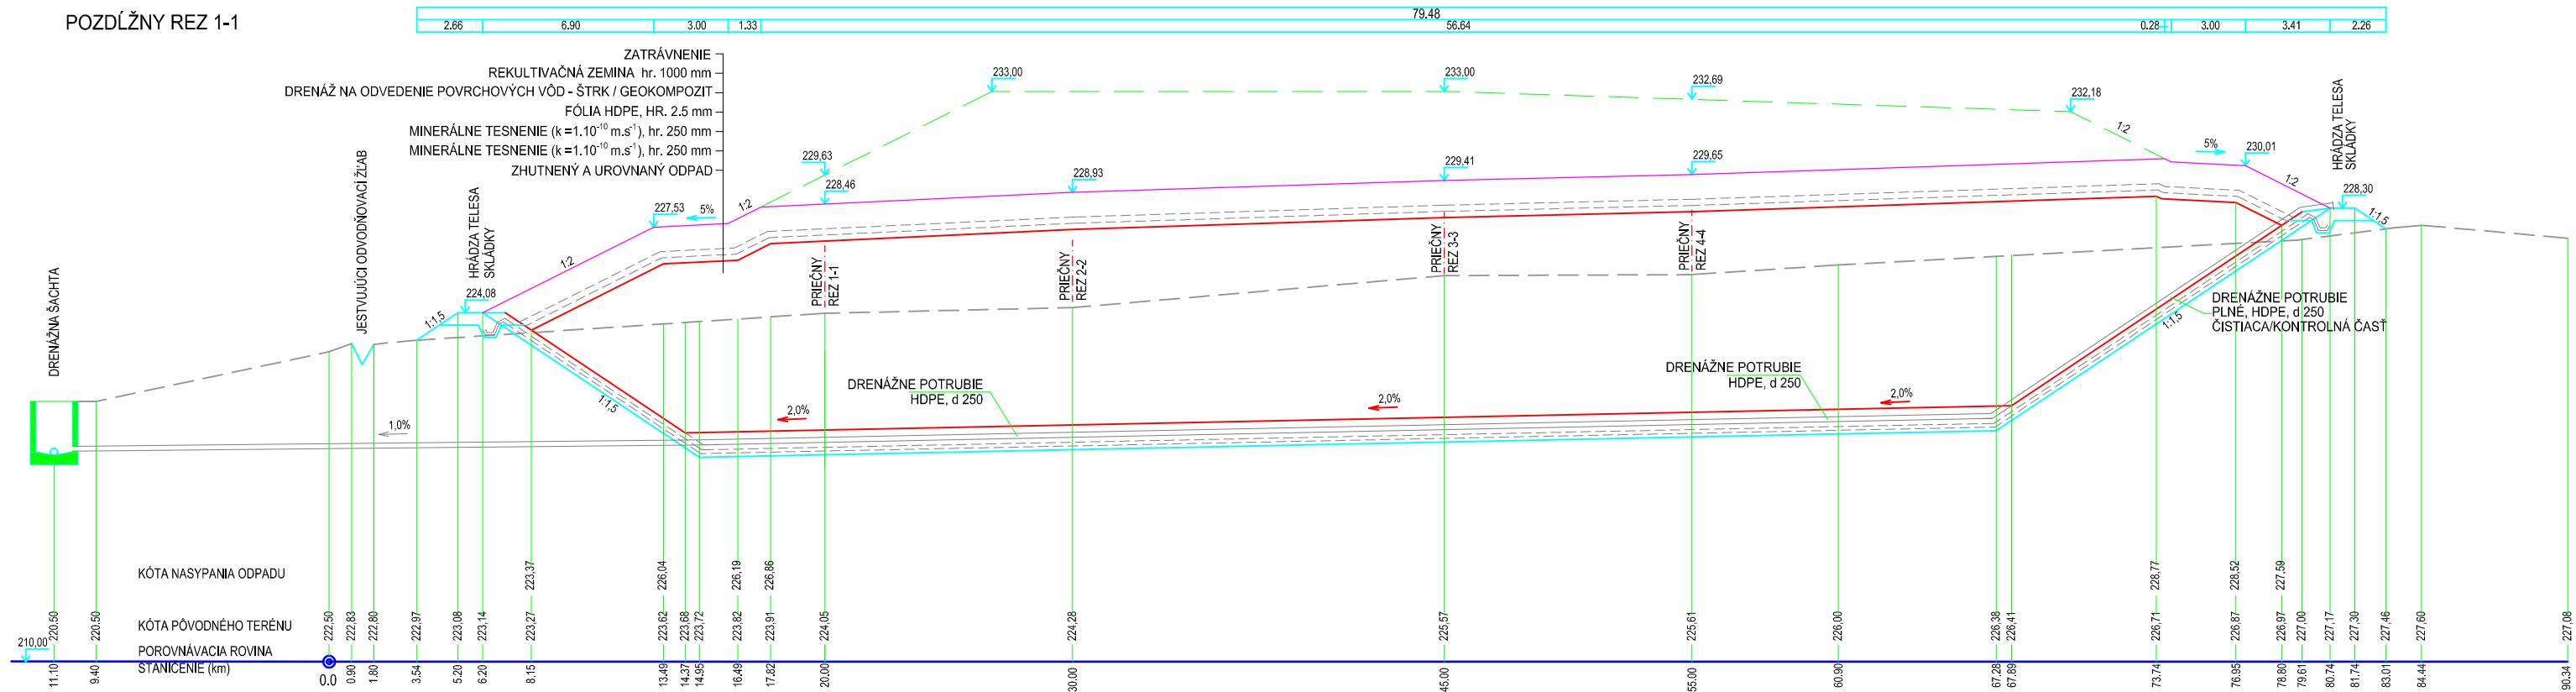 POZDĹŽNY REZ 1-1
79.48
2.66 6.90 3.00 1.33 56.64 0.28 3.00 3.41 2.26
ZATRÁVNENIE
REKULTIVAČNÁ ZEMINA hr. 1000 mm
DRENÁŽ NA ODVEDENIE POVRCHOVÝCH VÔD - ŠTRK / GEOKOMPOZIT
FÓLIA HDPE, HR. 2.5 mm
MINERÁLNE TESNENIE (k =1.10⁻¹⁰ m.s⁻¹), hr. 250 mm
MINERÁLNE TESNENIE (k =1.10⁻¹⁰ m.s⁻¹), hr. 250 mm
ZHUTNENÝ A UROVNANÝ ODPAD
233,00
233,00
232,69
232,18
229,63
228,46
228,93
229,41
229,65
230,01
228,30
227,53
224,08
5%
5%
1:2
1:2
1:2
1:2
1:1,5
1:1,5
1:1,5
1:1,5
DRENÁŽNA ŠACHTA
JESTVUJÚCI ODVODŇOVACÍ ŽĽAB
HRÁDZA TELESA
SKLÁDKY
HRÁDZA TELESA
SKLÁDKY
PRIEČNY
REZ 1-1
PRIEČNY
REZ 2-2
PRIEČNY
REZ 3-3
PRIEČNY
REZ 4-4
DRENÁŽNE POTRUBIE
PLNÉ, HDPE, d 250
ČISTIACA/KONTROLNÁ ČASŤ
DRENÁŽNE POTRUBIE
HDPE, d 250
DRENÁŽNE POTRUBIE
HDPE, d 250
1,0%
2,0%
2,0%
2,0%
KÓTA NASYPANIA ODPADU
223,37 226,04 226,19 226,86 228,77 228,52 227,59
KÓTA PÔVODNÉHO TERÉNU
220.50 220.50 222,50 222,83 222,80 222,97 223,08 223,14 223,27 223,62 223,68 223,72 223,82 223,91 224,05 224,28 225,57 225,61 226,00 226,38 226,41 226,71 226,87 226,97 227,00 227,17 227,30 227,46 227,60 227,08
210,00
POROVNÁVACIA ROVINA
STANIČENIE (km)
11.10 9.40 0.0 0.90 1.80 3.54 5.20 6.20 8.15 13.49 14.37 14.95 16.49 17.82 20.00 30.00 45.00 55.00 60.90 67.28 67.89 73.74 76.95 78.80 79.61 80.74 81.74 83.01 84.44 90.34